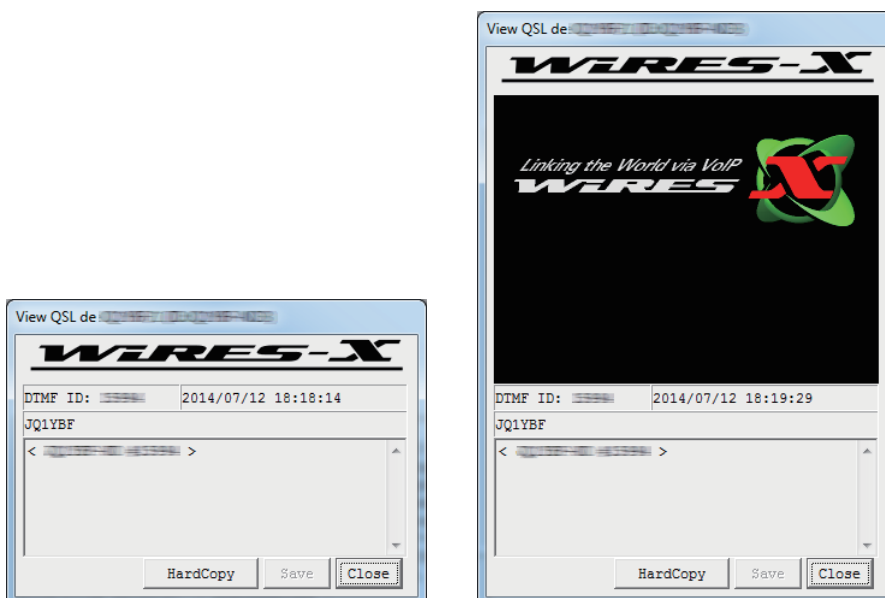 View QSL de
WIRES-X
DTMF ID:
2014/07/12 18:18:14
JQ1YBF
< >
HardCopy
Save
Close
View QSL de
WIRES-X
Linking the World via VoIP
WIRES X
DTMF ID:
2014/07/12 18:19:29
JQ1YBF
< >
HardCopy
Save
Close